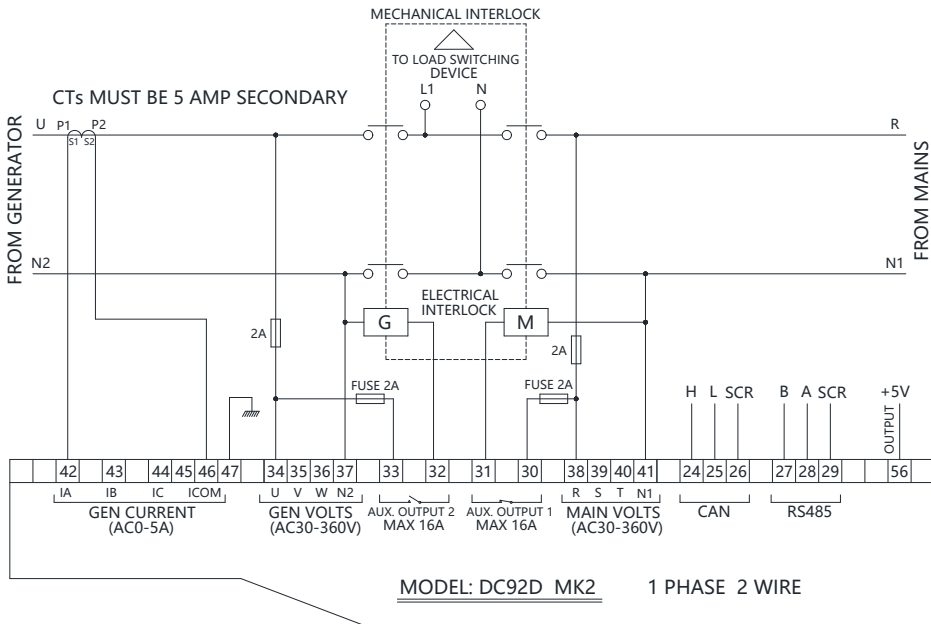 MECHANICAL INTERLOCK
TO LOAD SWITCHING
DEVICE
L1 N
CTs MUST BE 5 AMP SECONDARY
FROM GENERATOR
U P1 P2
S1 S2
R
FROM MAINS
N2
N1
ELECTRICAL
INTERLOCK
G M
2A
2A
FUSE 2A
FUSE 2A
H L SCR
B A SCR
+5V
OUTPUT
42 43 44 45 46 47 34 35 36 37 33 32 31 30 38 39 40 41 24 25 26 27 28 29 56
IA IB IC ICOM
GEN CURRENT
(AC0-5A)
U V W N2
GEN VOLTS
(AC30-360V)
AUX. OUTPUT 2
MAX 16A
AUX. OUTPUT 1
MAX 16A
R S T N1
MAIN VOLTS
(AC30-360V)
CAN
RS485
MODEL: DC92D MK2
1 PHASE 2 WIRE